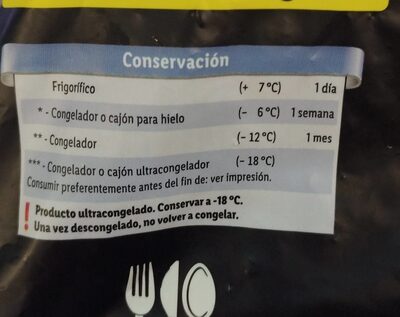 Conservación
Frigorífico (+ 7°C) 1 día
* - Congelador o cajón para hielo (- 6°C) 1 semana
** - Congelador (- 12°C) 1 mes
*** - Congelador o cajón ultracongelador (- 18°C)
Consumir preferentemente antes del fin de: ver impresión.
! Producto ultracongelado. Conservar a -18 °C.
Una vez descongelado, no volver a congelar.